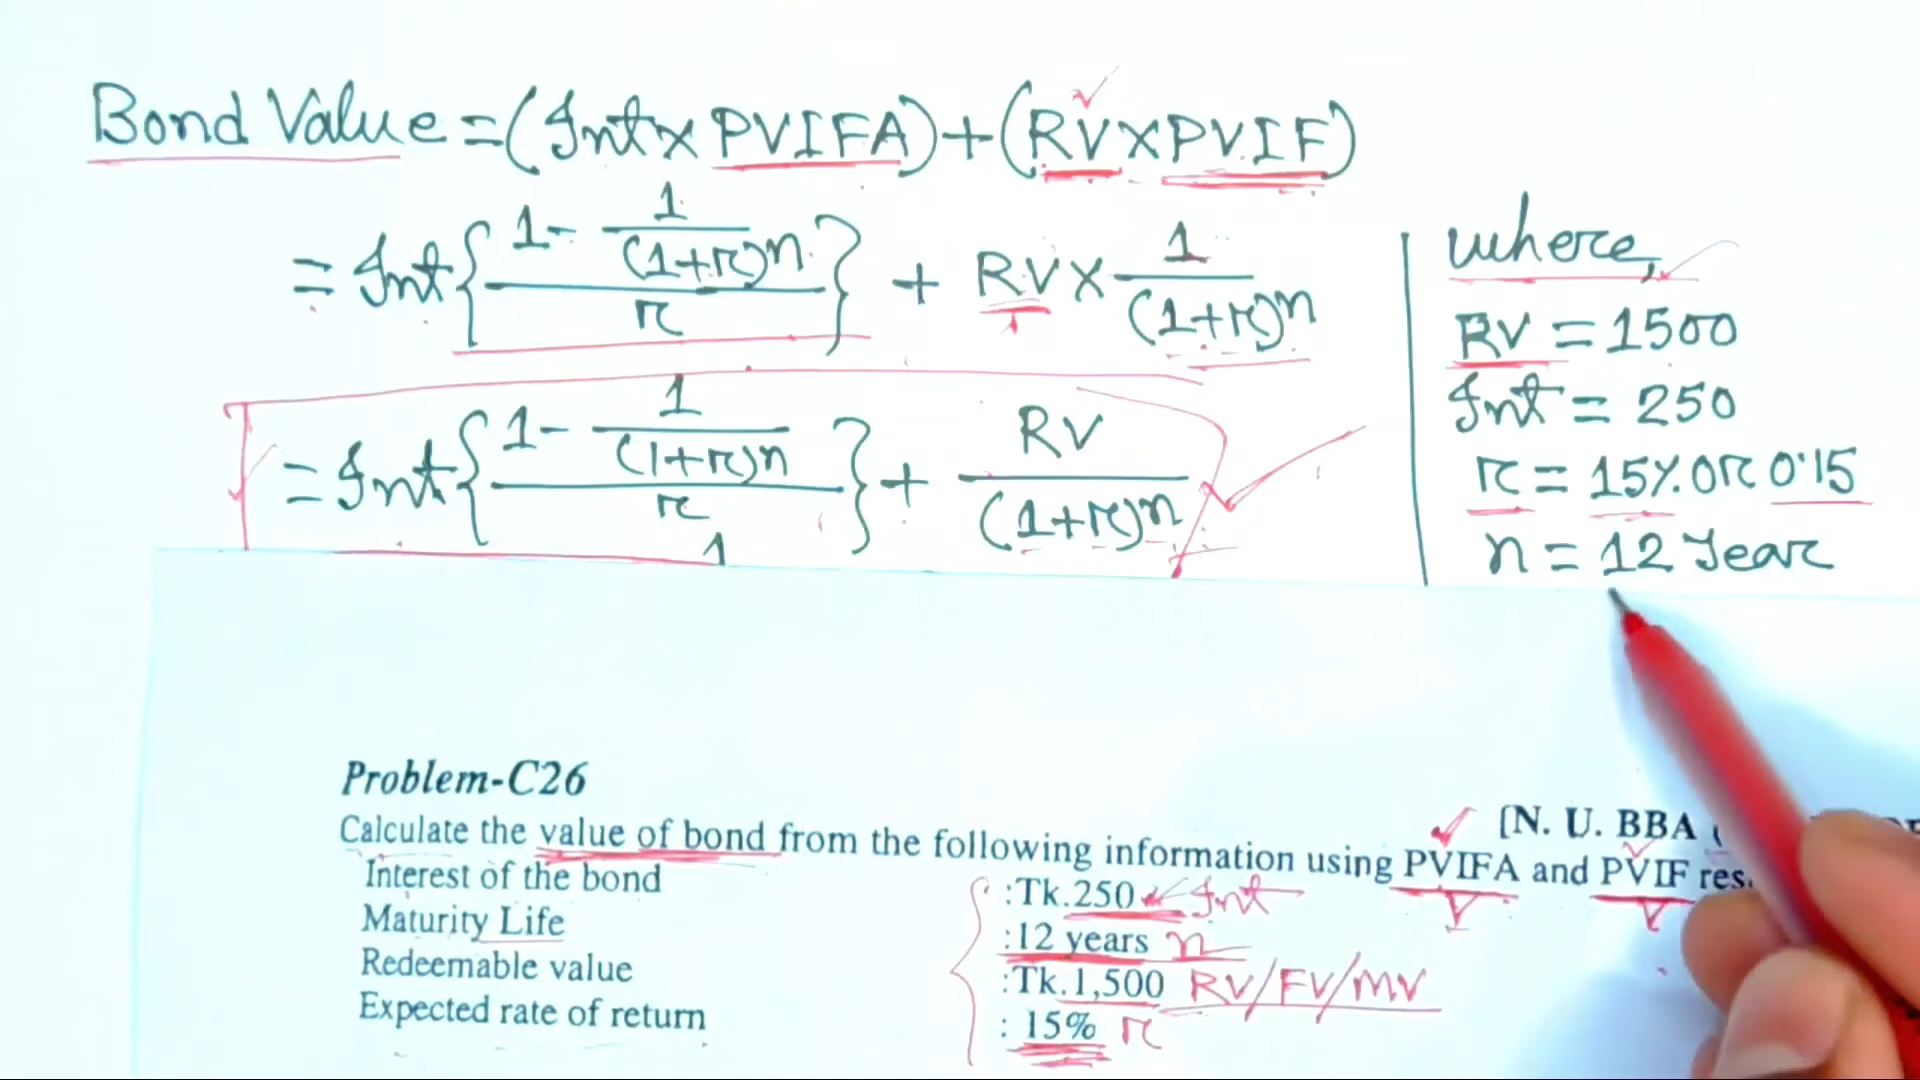 Bond Value = (Int × PVIFA) + (RV × PVIF)
= Int { (1 - 1/(1+r)n) / r } + RV × 1/(1+r)n
= Int { (1 - 1/(1+r)n) / r } + RV/(1+r)n
1
where,
RV = 1500
Int = 250
r = 15% or 0.15
n = 12 Year
Problem-C26
[N. U. BBA (
Calculate the value of bond from the following information using PVIFA and PVIF res.
Interest of the bond :Tk.250 Int
Maturity Life :12 years n
Redeemable value :Tk.1,500 RV/FV/MV
Expected rate of return : 15% r